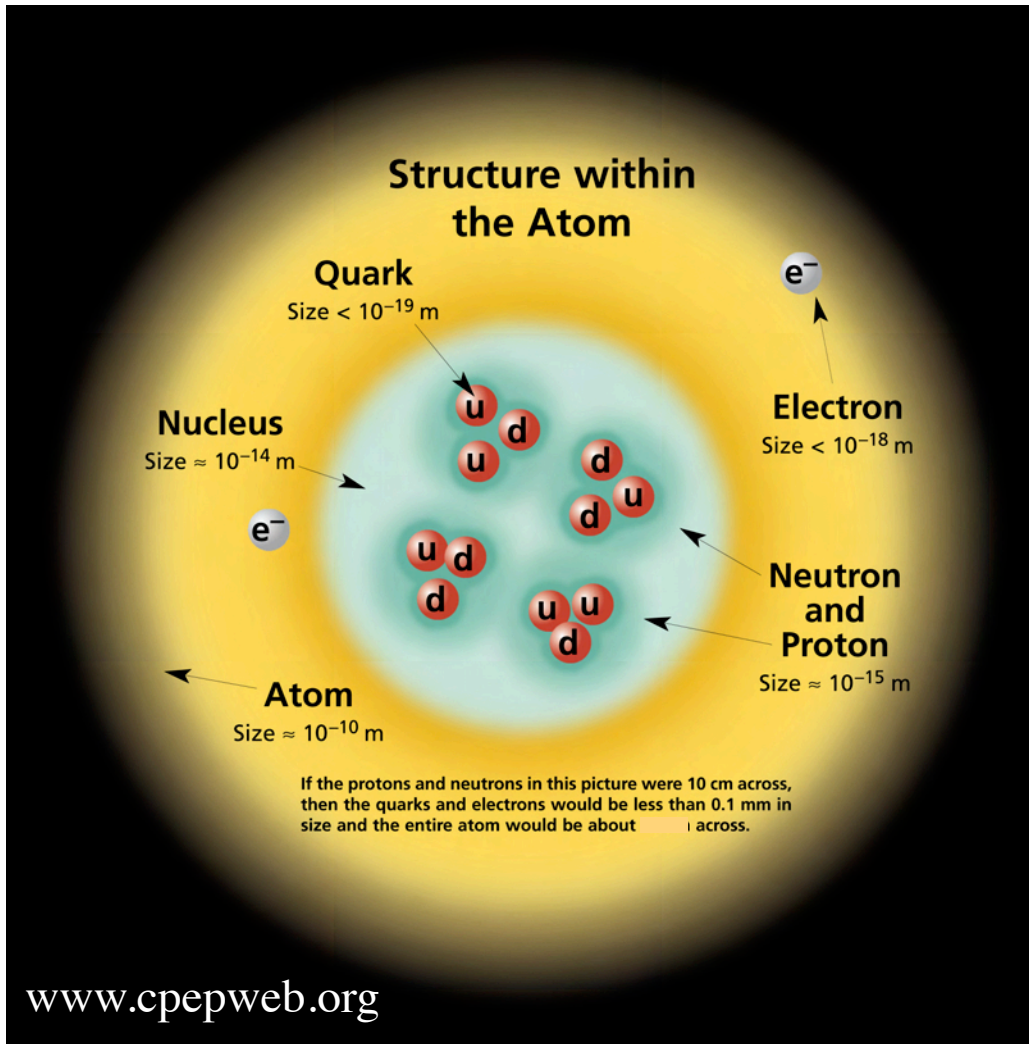 Structure within
the Atom
Quark
Size < 10⁻¹⁹ m
e⁻
Nucleus
Size ≈ 10⁻¹⁴ m
Electron
Size < 10⁻¹⁸ m
u
d
u
d
u
d
e⁻
u
d
d
Neutron
and
Proton
Size ≈ 10⁻¹⁵ m
u
u
d
Atom
Size ≈ 10⁻¹⁰ m
If the protons and neutrons in this picture were 10 cm across,
then the quarks and electrons would be less than 0.1 mm in
size and the entire atom would be about across.
www.cpepweb.org